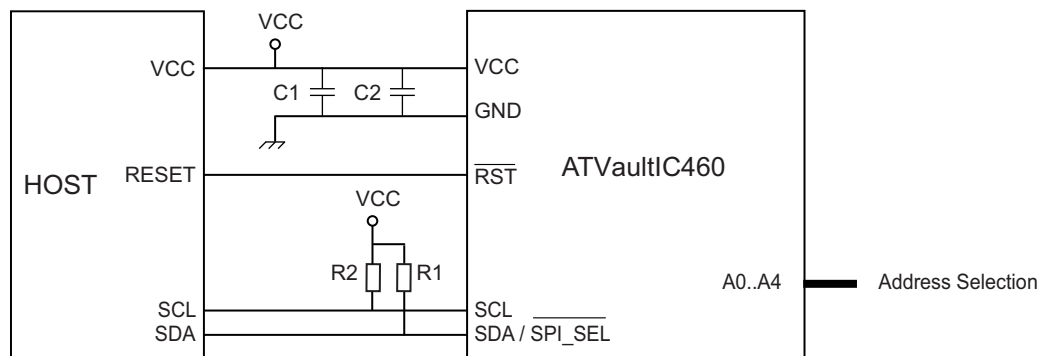 VCC
VCC
VCC
C1
C2
GND
HOST
RESET
RST
ATVaultIC460
VCC
R2
R1
A0..A4
Address Selection
SCL
SCL
SDA
SDA / SPI_SEL